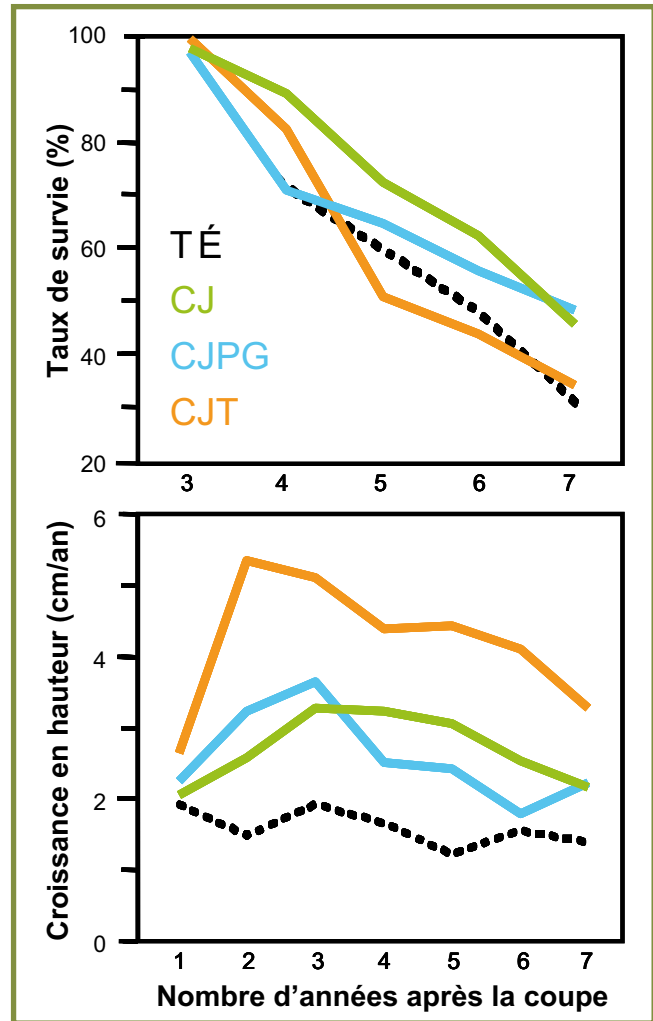 Taux de survie (%)
100
80
60
40
20
TÉ
CJ
CJPG
CJT
3 4 5 6 7
Croissance en hauteur (cm/an)
6
4
2
0
1 2 3 4 5 6 7
Nombre d'années après la coupe